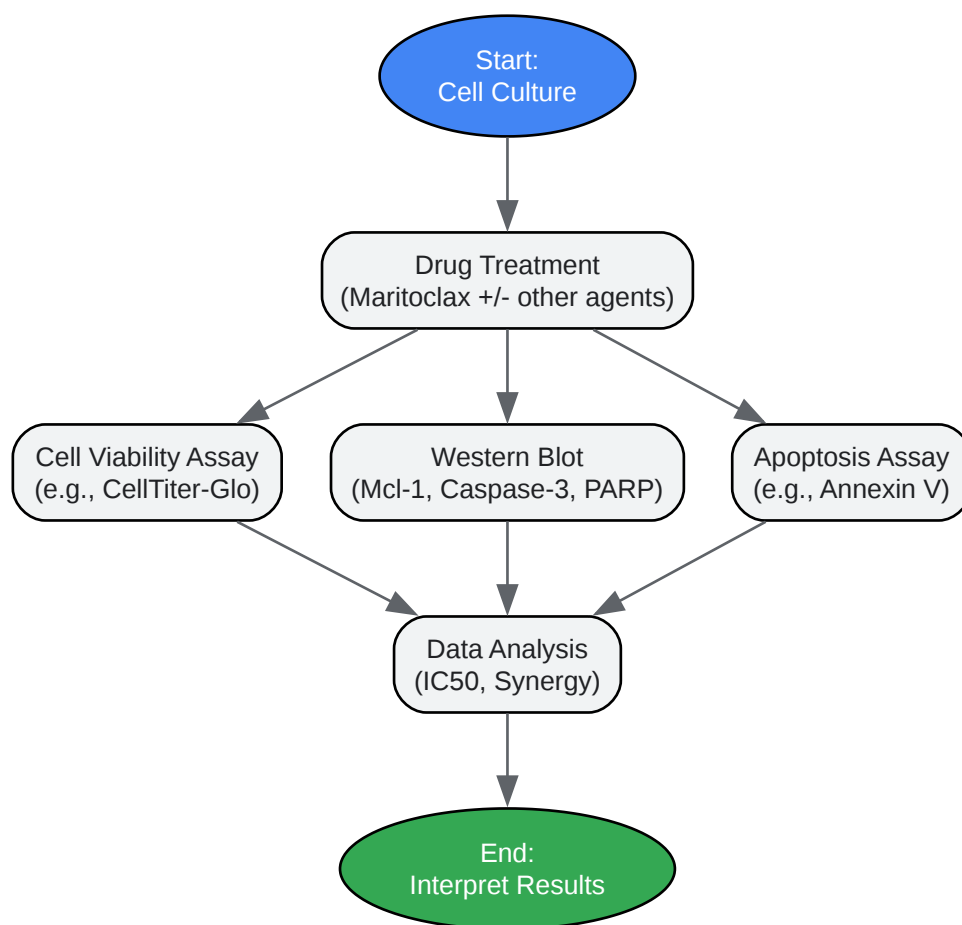 Start:
Cell Culture
Drug Treatment
(Maritoclax +/- other agents)
Cell Viability Assay
(e.g., CellTiter-Glo)
Western Blot
(Mcl-1, Caspase-3, PARP)
Apoptosis Assay
(e.g., Annexin V)
Data Analysis
(IC50, Synergy)
End:
Interpret Results